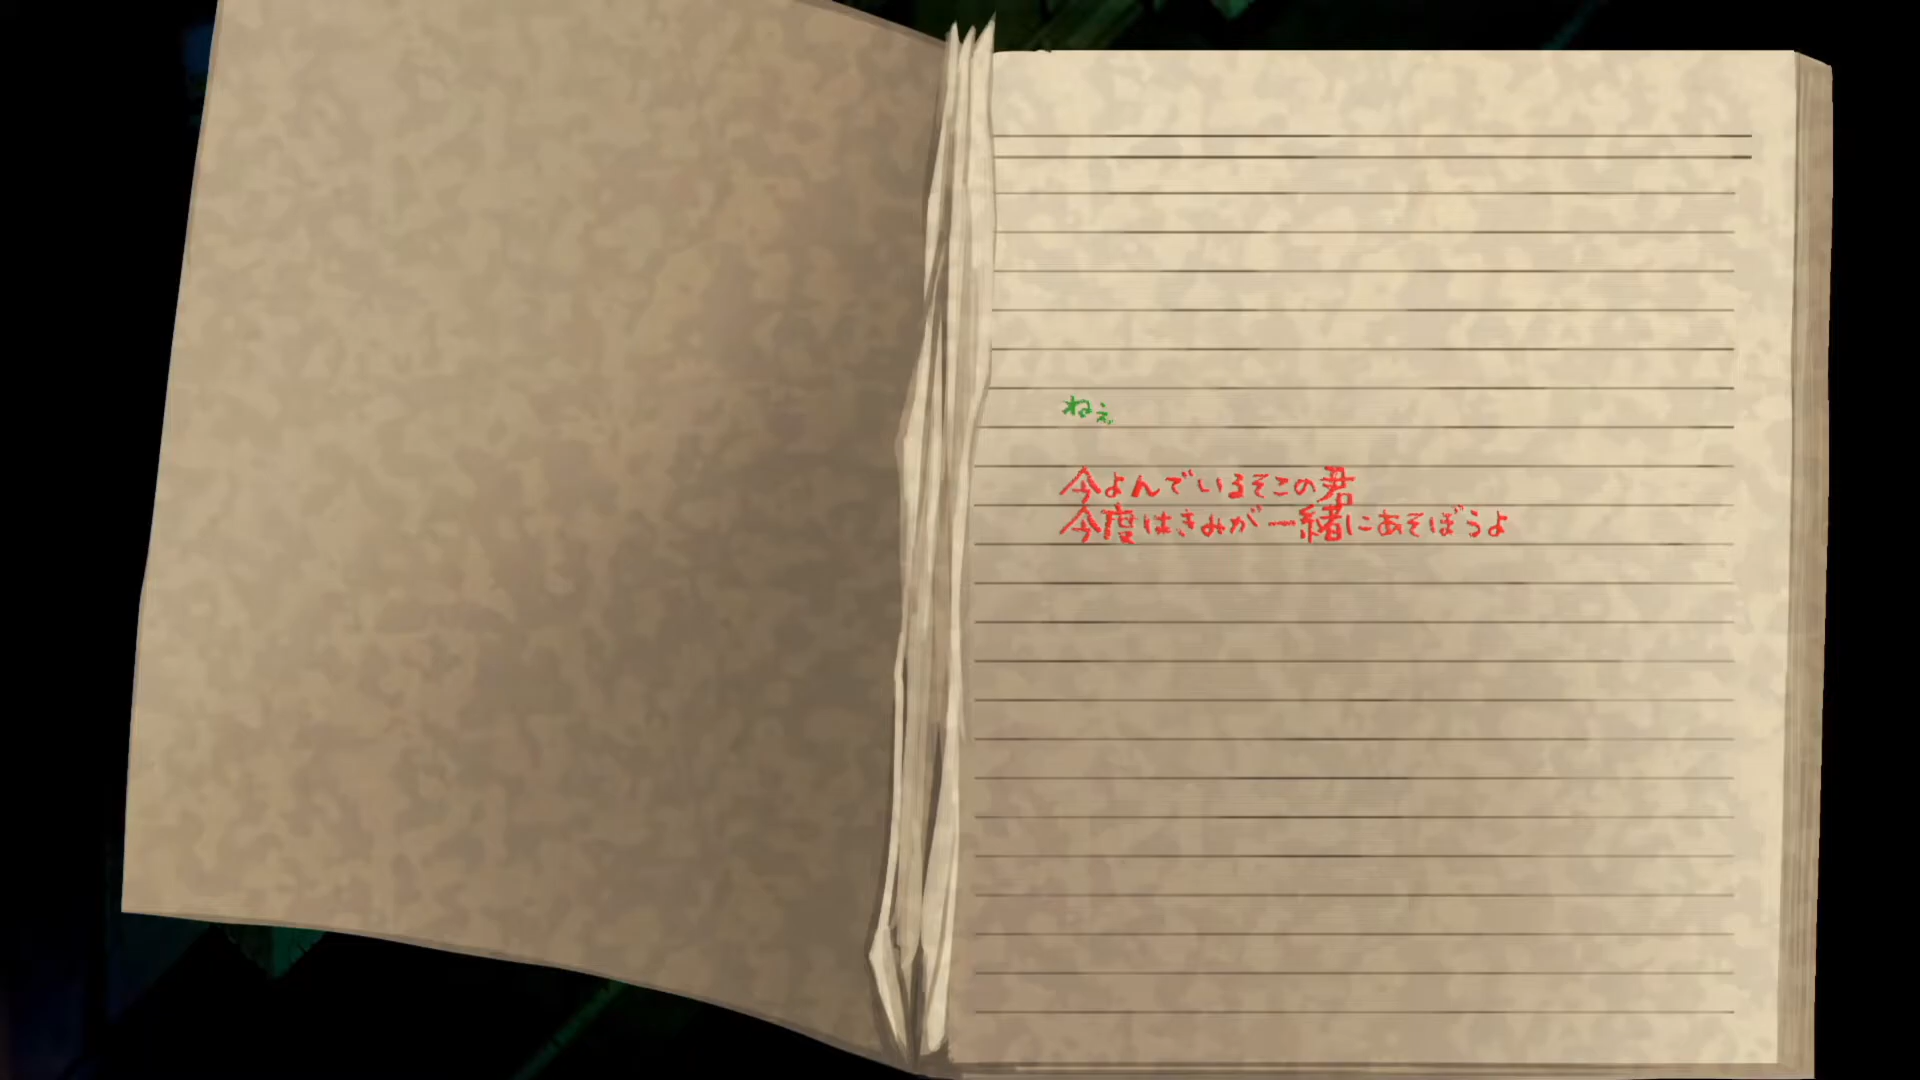 ねぇ
今よんでいるそこの君
今度はきみが一緒にあそぼうよ